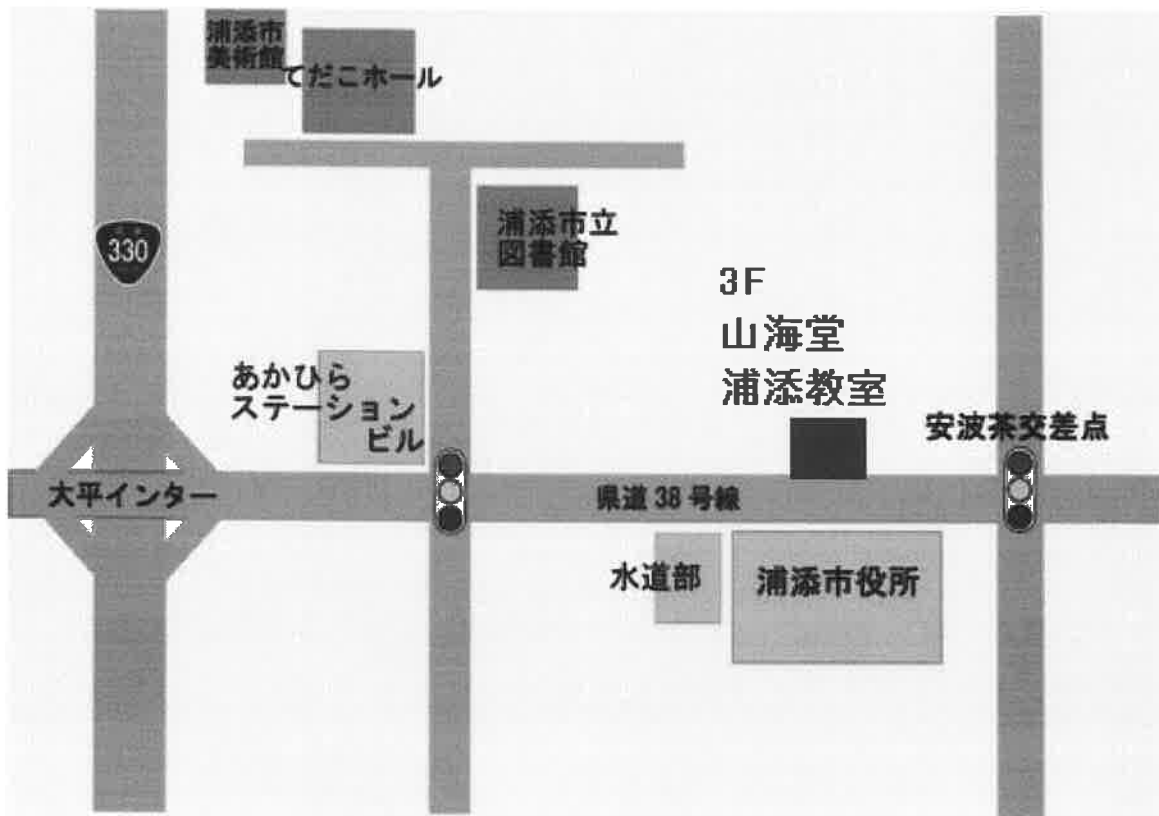 浦添市
美術館
てだこホール
330
浦添市立
図書館
3F
山海堂
浦添教室
あかひら
ステーション
ビル
安波茶交差点
大平インター
県道38号線
水道部
浦添市役所